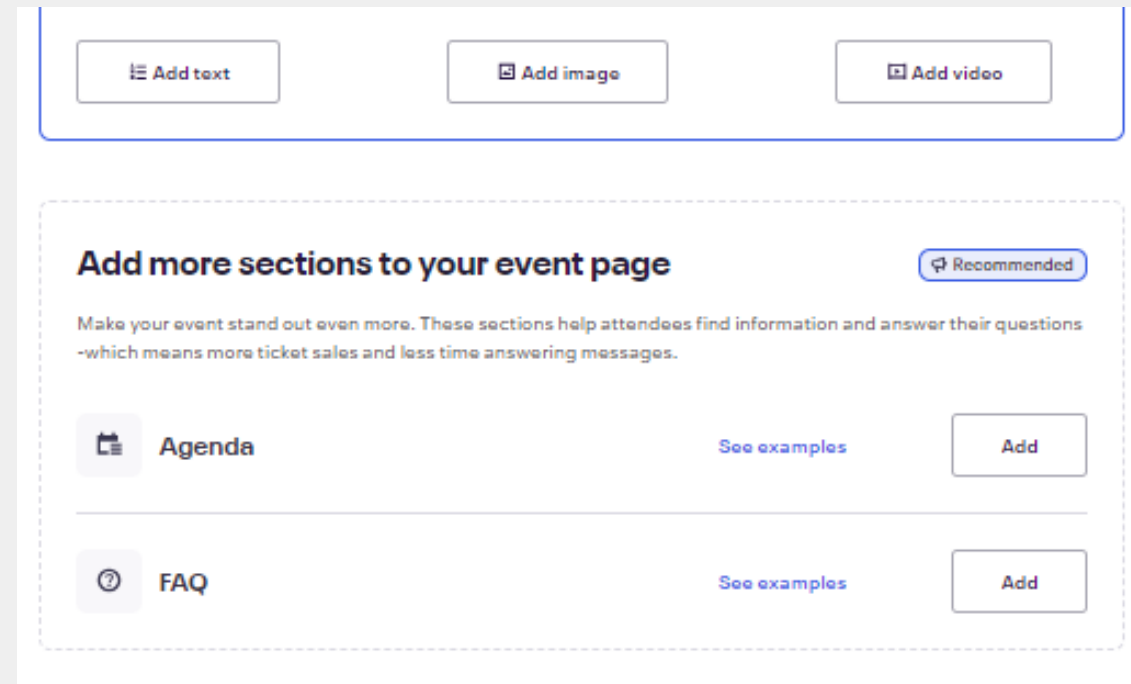 Add text
Add image
Add video
Add more sections to your event page
Recommended
Make your event stand out even more. These sections help attendees find information and answer their questions
-which means more ticket sales and less time answering messages.
Agenda
See examples
Add
FAQ
See examples
Add